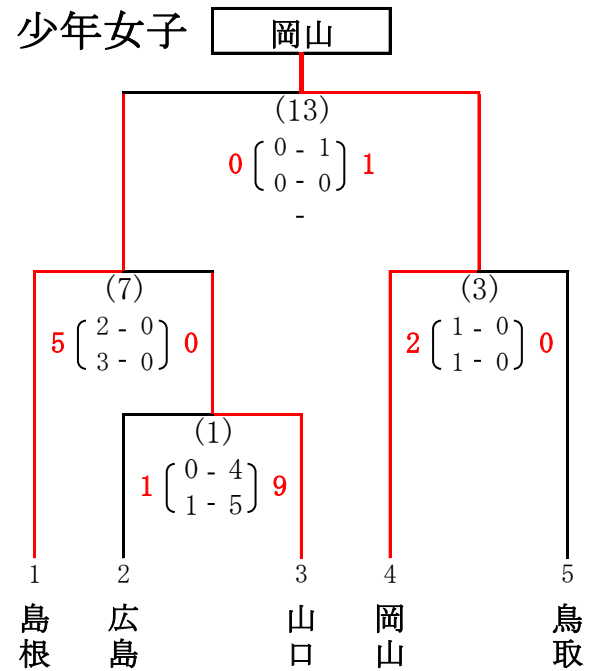 少年女子
岡山
(13)
0 0 - 1 1
0 - 0
-
(7)
5 2 - 0 0
3 - 0
(3)
2 1 - 0 0
1 - 0
(1)
1 0 - 4 9
1 - 5
1 2 3 4 5
島根
広島
山口
岡山
鳥取